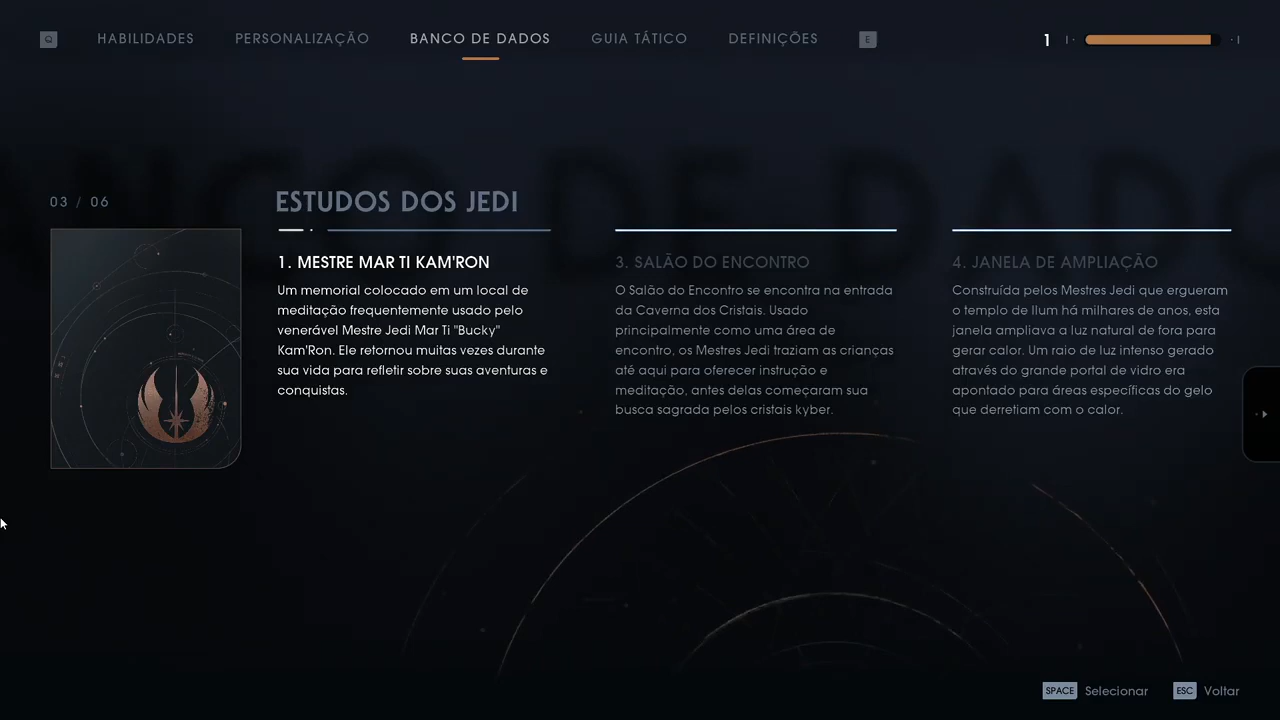 Q HABILIDADES PERSONALIZAÇÃO BANCO DE DADOS GUIA TÁTICO DEFINIÇÕES E 1
BANCO DE DADOS
03 / 06
ESTUDOS DOS JEDI
1. MESTRE MAR TI KAM'RON
Um memorial colocado em um local de
meditação frequentemente usado pelo
venerável Mestre Jedi Mar Ti "Bucky"
Kam'Ron. Ele retornou muitas vezes durante
sua vida para refletir sobre suas aventuras e
conquistas.
3. SALÃO DO ENCONTRO
O Salão do Encontro se encontra na entrada
da Caverna dos Cristais. Usado
principalmente como uma área de
encontro, os Mestres Jedi traziam as crianças
até aqui para oferecer instrução e
meditação, antes delas começaram sua
busca sagrada pelos cristais kyber.
4. JANELA DE AMPLIAÇÃO
Construída pelos Mestres Jedi que ergueram
o templo de Ilum há milhares de anos, esta
janela ampliava a luz natural de fora para
gerar calor. Um raio de luz intenso gerado
através do grande portal de vidro era
apontado para áreas específicas do gelo
que derretiam com o calor.
SPACE Selecionar ESC Voltar